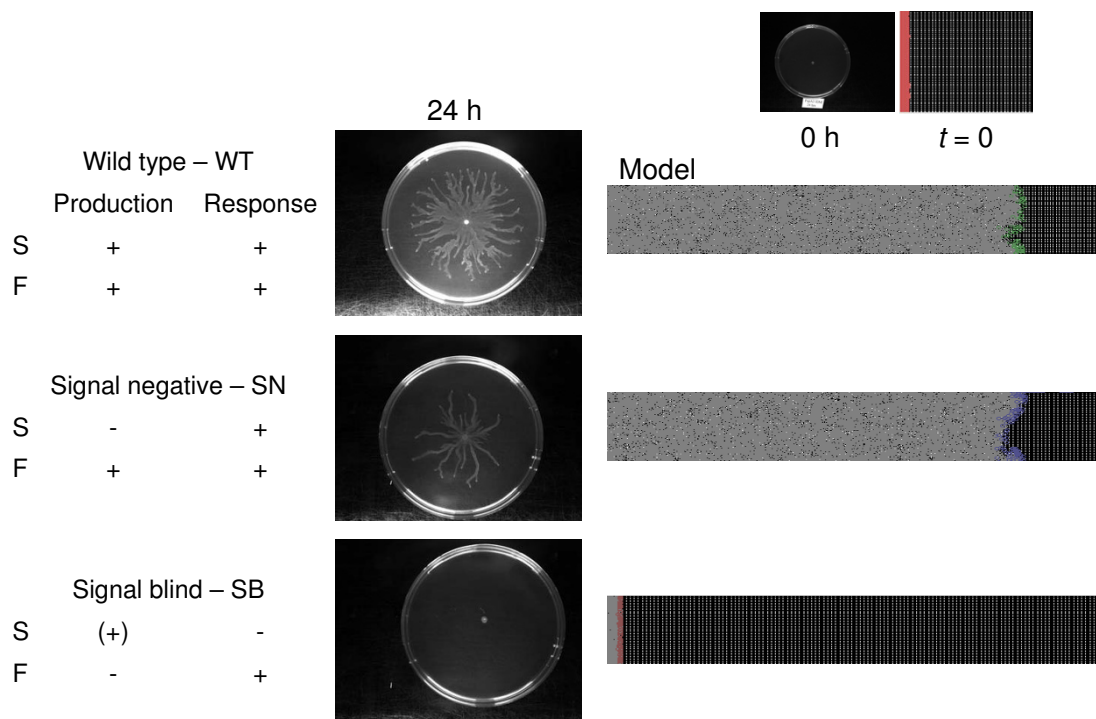 0 h
t = 0
24 h
Model
Wild type – WT
Production Response
S + +
F + +
Signal negative – SN
S - +
F + +
Signal blind – SB
S (+) -
F - +